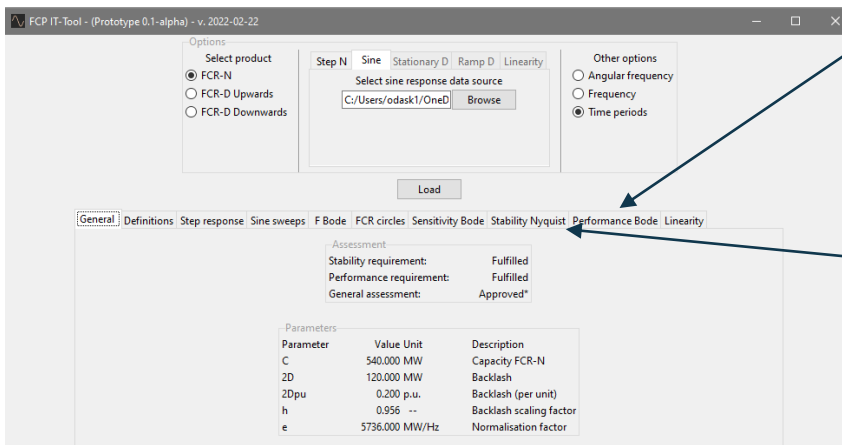 FCP IT-Tool - (Prototype 0.1-alpha) - v. 2022-02-22
Options
Select product
FCR-N
FCR-D Upwards
FCR-D Downwards
Step N Sine Stationary D Ramp D Linearity
Select sine response data source
C:/Users/odask1/OneD Browse
Other options
Angular frequency
Frequency
Time periods
Load
General Definitions Step response Sine sweeps F Bode FCR circles Sensitivity Bode Stability Nyquist Performance Bode Linearity
Assessment
Stability requirement: Fulfilled
Performance requirement: Fulfilled
General assessment: Approved*
Parameters
Parameter Value Unit Description
C 540.000 MW Capacity FCR-N
2D 120.000 MW Backlash
2Dpu 0.200 p.u. Backlash (per unit)
h 0.956 -- Backlash scaling factor
e 5736.000 MW/Hz Normalisation factor